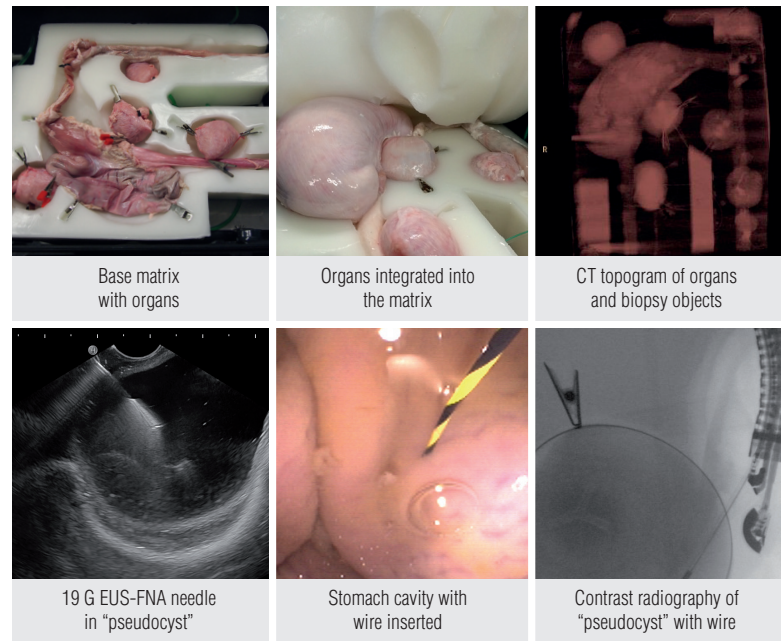 Base matrix
with organs
Organs integrated into
the matrix
R
CT topogram of organs
and biopsy objects
19 G EUS-FNA needle
in “pseudocyst”
Stomach cavity with
wire inserted
Contrast radiography of
“pseudocyst” with wire